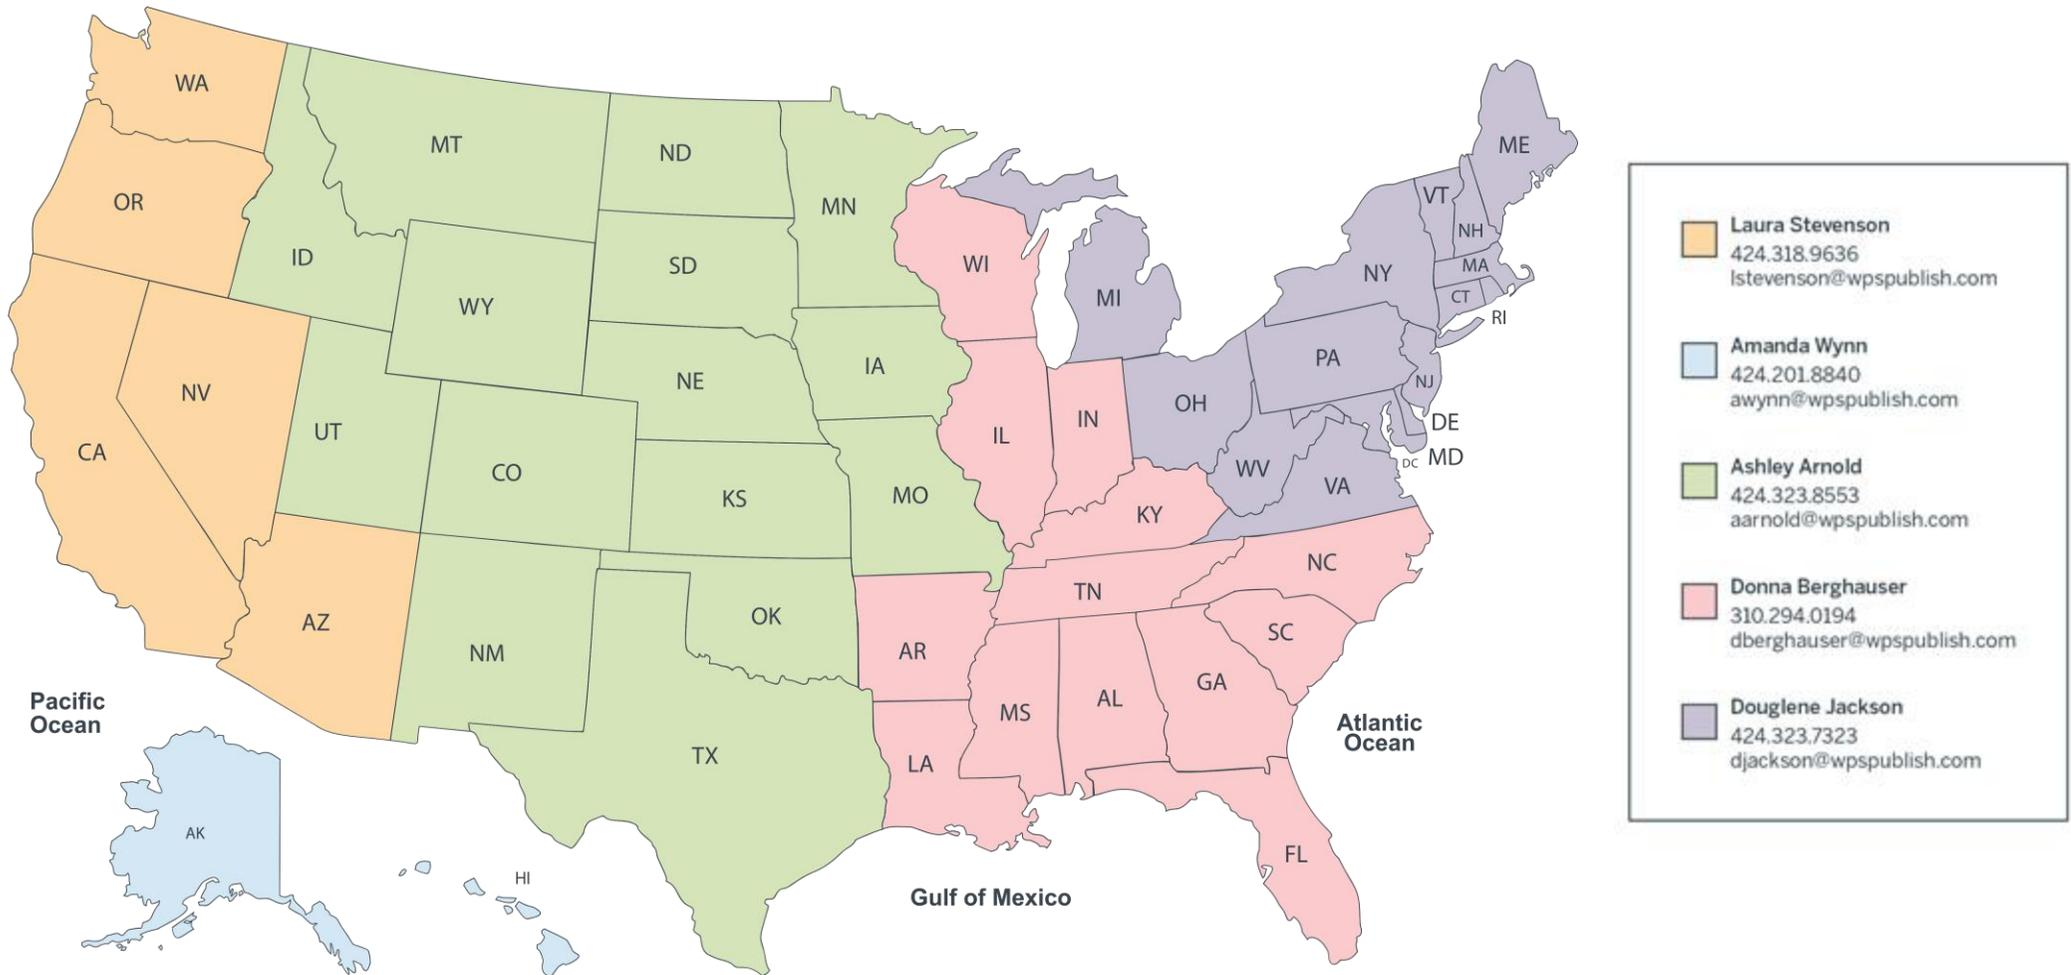 WA
OR
CA
NV
ID
MT
WY
UT
AZ
CO
NM
ND
SD
NE
KS
OK
TX
MN
IA
MO
AR
LA
WI
IL
IN
MI
OH
KY
TN
MS
AL
GA
FL
SC
NC
VA
WV
PA
NY
VT
NH
ME
MA
CT
RI
NJ
DE
MD
DC
AK
HI
Pacific
Ocean
Gulf of Mexico
Atlantic
Ocean
Laura Stevenson
424.318.9636
lstevenson@wpspublish.com
Amanda Wynn
424.201.8840
awynn@wpspublish.com
Ashley Arnold
424.323.8553
aarnold@wpspublish.com
Donna Berghauser
310.294.0194
dberghauser@wpspublish.com
Douglene Jackson
424.323.7323
djackson@wpspublish.com